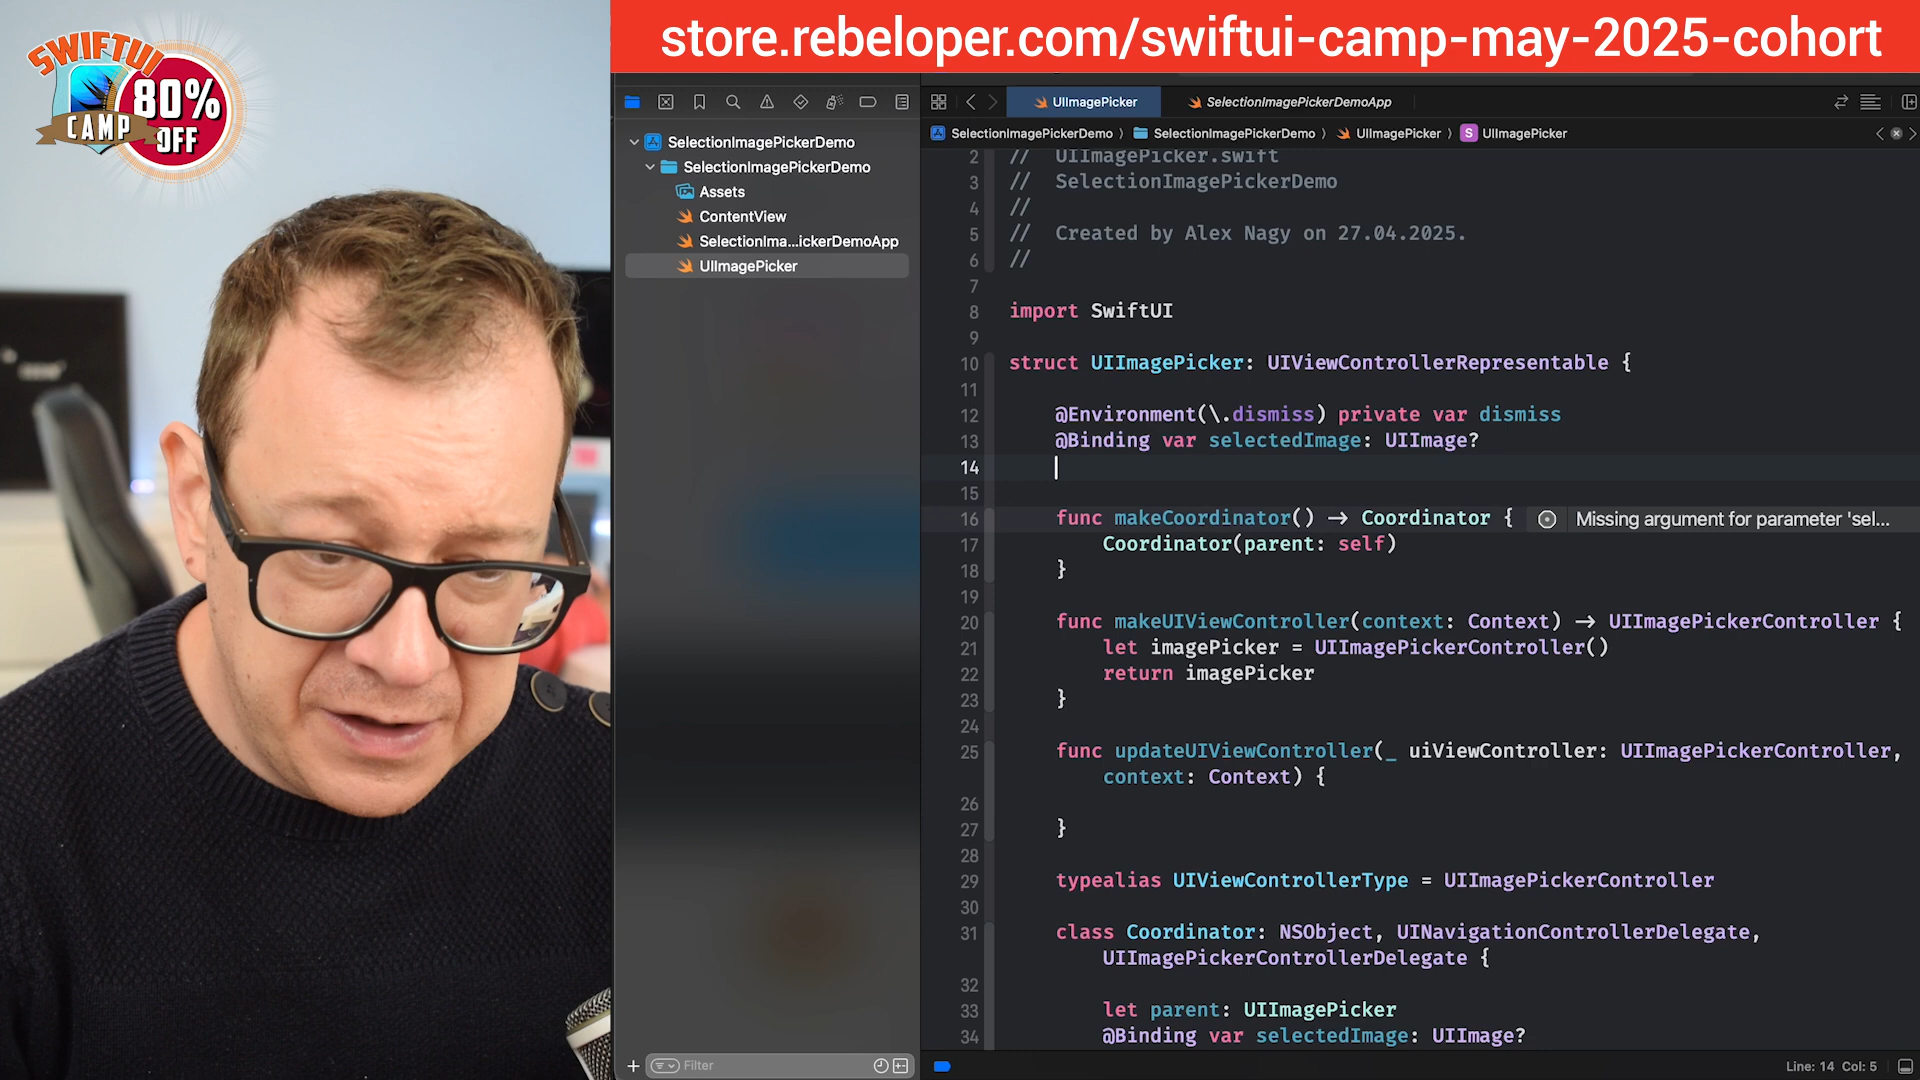 store.rebeloper.com/swiftui-camp-may-2025-cohort
SWIFTUI
CAMP
80%
OFF
UIImagePicker
SelectionImagePickerDemoApp
SelectionImagePickerDemo
SelectionImagePickerDemo
Assets
ContentView
SelectionIma...ickerDemoApp
UIImagePicker
SelectionImagePickerDemo ⟩ SelectionImagePickerDemo ⟩ UIImagePicker ⟩ S UIImagePicker
2 // UIImagePicker.swift
3 // SelectionImagePickerDemo
4 //
5 // Created by Alex Nagy on 27.04.2025.
6 //
7
8 import SwiftUI
9
10 struct UIImagePicker: UIViewControllerRepresentable {
11
12 @Environment(\.dismiss) private var dismiss
13 @Binding var selectedImage: UIImage?
14
15
16 func makeCoordinator() → Coordinator { Missing argument for parameter 'sel...
17 Coordinator(parent: self)
18 }
19
20 func makeUIViewController(context: Context) → UIImagePickerController {
21 let imagePicker = UIImagePickerController()
22 return imagePicker
23 }
24
25 func updateUIViewController(_ uiViewController: UIImagePickerController,
context: Context) {
26
27 }
28
29 typealias UIViewControllerType = UIImagePickerController
30
31 class Coordinator: NSObject, UINavigationControllerDelegate,
UIImagePickerControllerDelegate {
32
33 let parent: UIImagePicker
34 @Binding var selectedImage: UIImage?
Filter
Line: 14 Col: 5